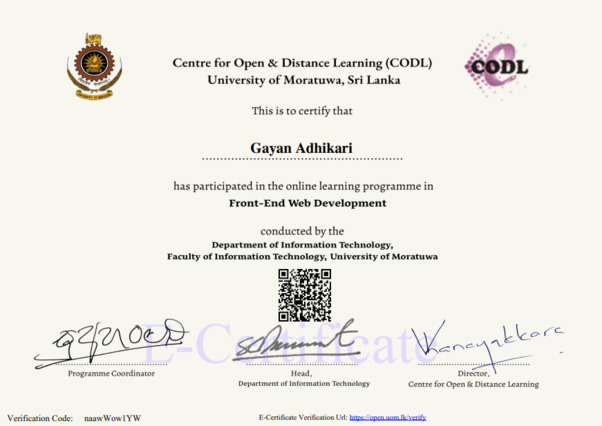 Centre for Open & Distance Learning (CODL)
University of Moratuwa, Sri Lanka
CODL
This is to certify that
Gayan Adhikari
has participated in the online learning programme in
Front-End Web Development
conducted by the
Department of Information Technology,
Faculty of Information Technology, University of Moratuwa
E-Certificate
Programme Coordinator
Head,
Department of Information Technology
Director,
Centre for Open & Distance Learning
Verification Code: naawWow1YW
E-Certificate Verification Url: https://open.uom.lk/verify